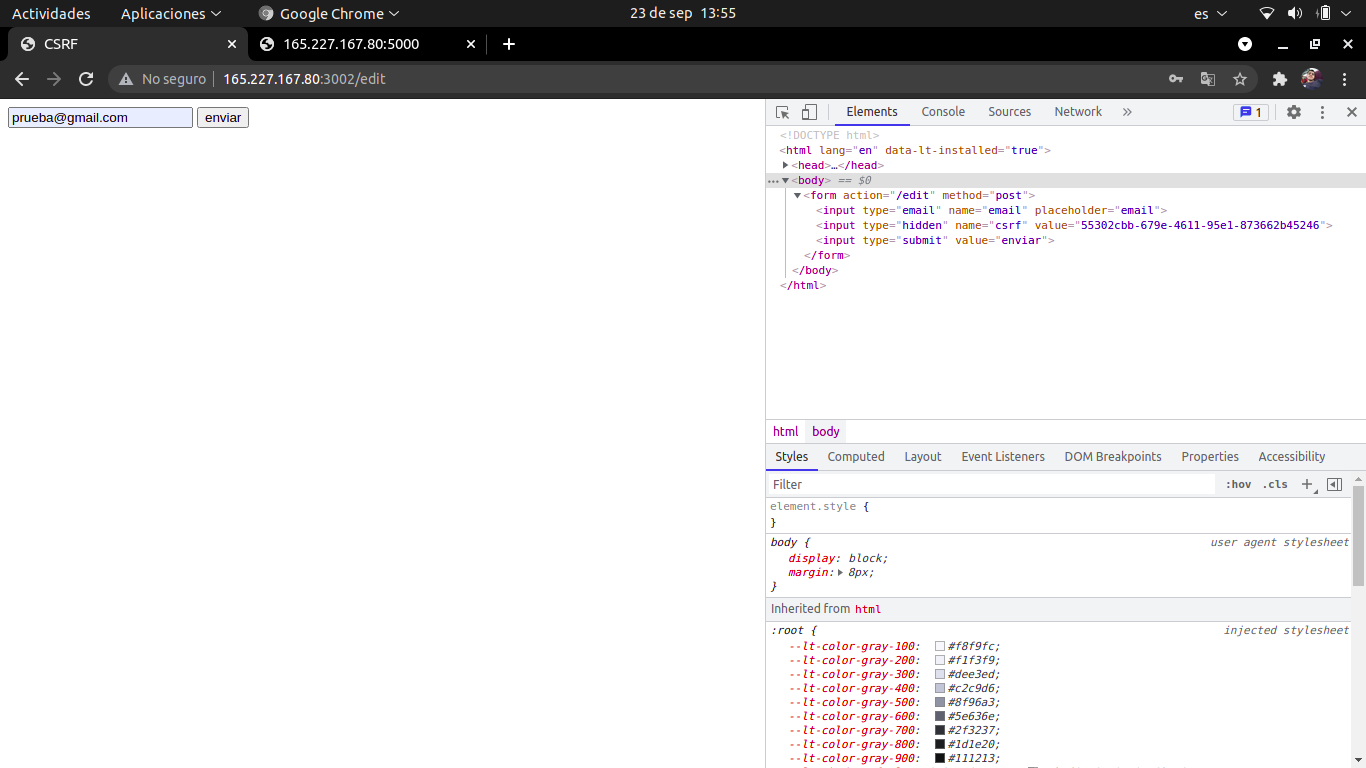 Actividades Aplicaciones Google Chrome 23 de sep 13:55 es
CSRF 165.227.167.80:5000
No seguro 165.227.167.80:3002/edit
prueba@gmail.com enviar
Elements Console Sources Network » 1
<!DOCTYPE html>
<html lang="en" data-lt-installed="true">
<head>…</head>
<body> == $0
<form action="/edit" method="post">
<input type="email" name="email" placeholder="email">
<input type="hidden" name="csrf" value="55302cbb-679e-4611-95e1-873662b45246">
<input type="submit" value="enviar">
</form>
</body>
</html>
html body
Styles Computed Layout Event Listeners DOM Breakpoints Properties Accessibility
Filter :hov .cls +
element.style {
}
body { user agent stylesheet
display: block;
margin: 8px;
}
Inherited from html
:root { injected stylesheet
--lt-color-gray-100: #f8f9fc;
--lt-color-gray-200: #f1f3f9;
--lt-color-gray-300: #dee3ed;
--lt-color-gray-400: #c2c9d6;
--lt-color-gray-500: #8f96a3;
--lt-color-gray-600: #5e636e;
--lt-color-gray-700: #2f3237;
--lt-color-gray-800: #1d1e20;
--lt-color-gray-900: #111213;